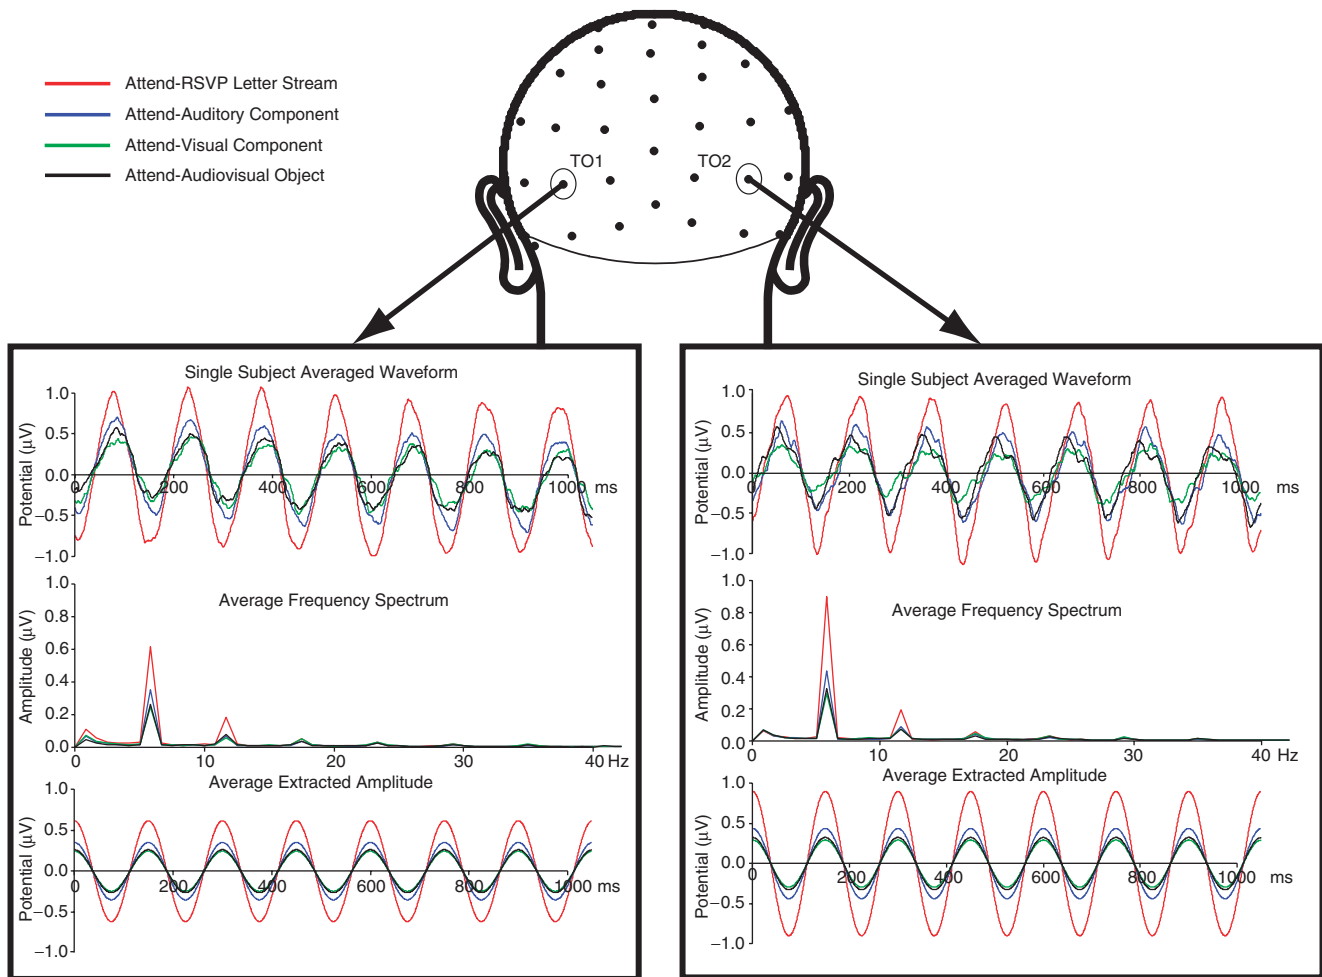 Attend-RSVP Letter Stream
Attend-Auditory Component
Attend-Visual Component
Attend-Audiovisual Object
TO1
TO2
Single Subject Averaged Waveform
Potential (µV)
1.0
0.5
0.0
−0.5
−1.0
0 200 400 600 800 1000 ms
Average Frequency Spectrum
Amplitude (µV)
1.0
0.8
0.6
0.4
0.2
0.0
0 10 20 30 40 Hz
Average Extracted Amplitude
Potential (µV)
1.0
0.5
0.0
−0.5
−1.0
0 200 400 600 800 1000 ms
Single Subject Averaged Waveform
Potential (µV)
1.0
0.5
0.0
−0.5
−1.0
0 200 400 600 800 1000 ms
Average Frequency Spectrum
Amplitude (µV)
1.0
0.8
0.6
0.4
0.2
0.0
0 10 20 30 40 Hz
Average Extracted Amplitude
Potential (µV)
1.0
0.5
0.0
−0.5
−1.0
0 200 400 600 800 1000 ms